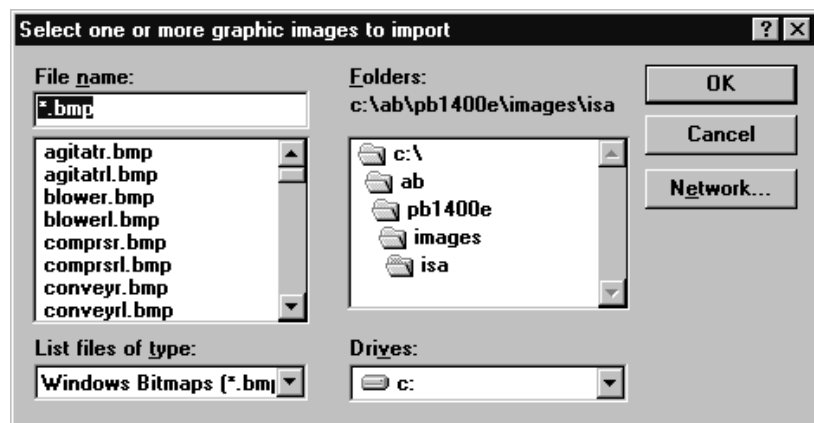 Select one or more graphic images to import
File name:
*.bmp
agitatr.bmp
agitatrl.bmp
blower.bmp
blowerl.bmp
comprsr.bmp
comprsrl.bmp
conveyr.bmp
conveyrl.bmp
List files of type:
Windows Bitmaps (*.bmp
Folders:
c:\ab\pb1400e\images\isa
c:\
ab
pb1400e
images
isa
Drives:
c:
OK
Cancel
Network...